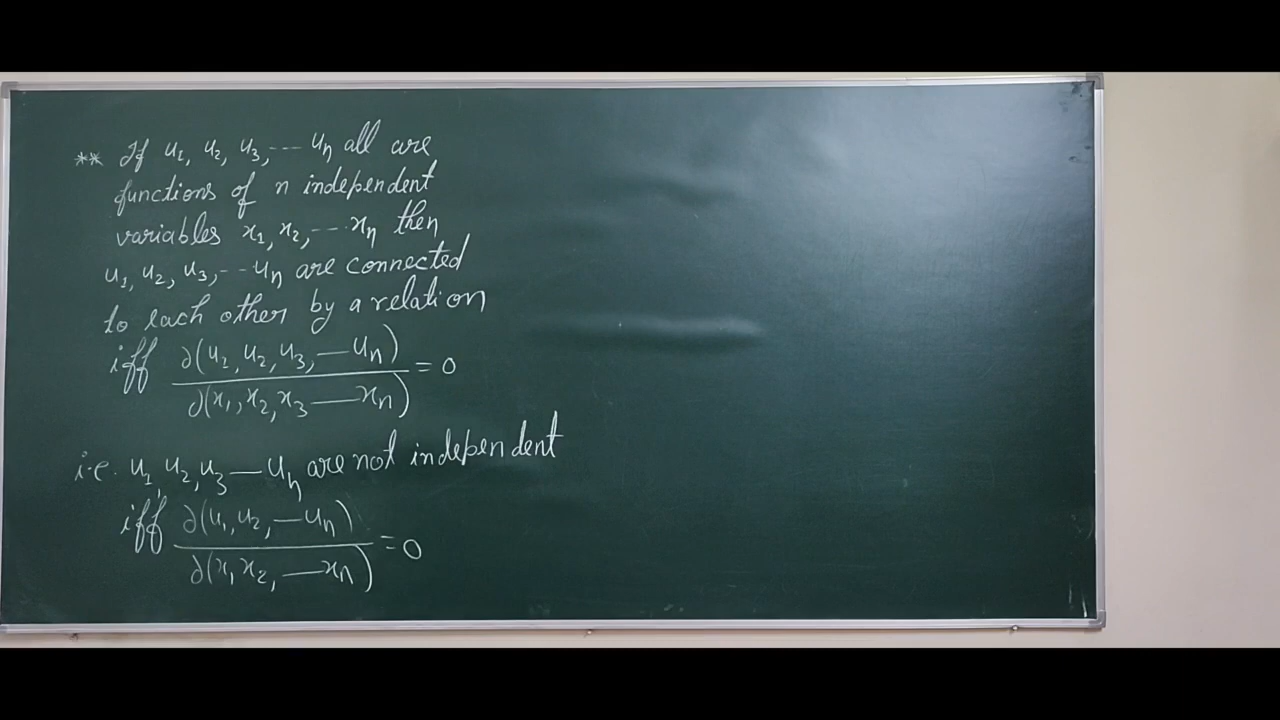 ** If u₁, u₂, u₃, --- uₙ all are
functions of n independent
variables x₁, x₂, --- xₙ then
u₁, u₂, u₃, --- uₙ are connected
to each other by a relation
iff ∂(u₁, u₂, u₃, — uₙ) / ∂(x₁, x₂, x₃ — xₙ) = 0
i.e. u₁, u₂, u₃ — uₙ are not independent
iff ∂(u₁, u₂, — uₙ) / ∂(x₁ x₂, — xₙ) = 0